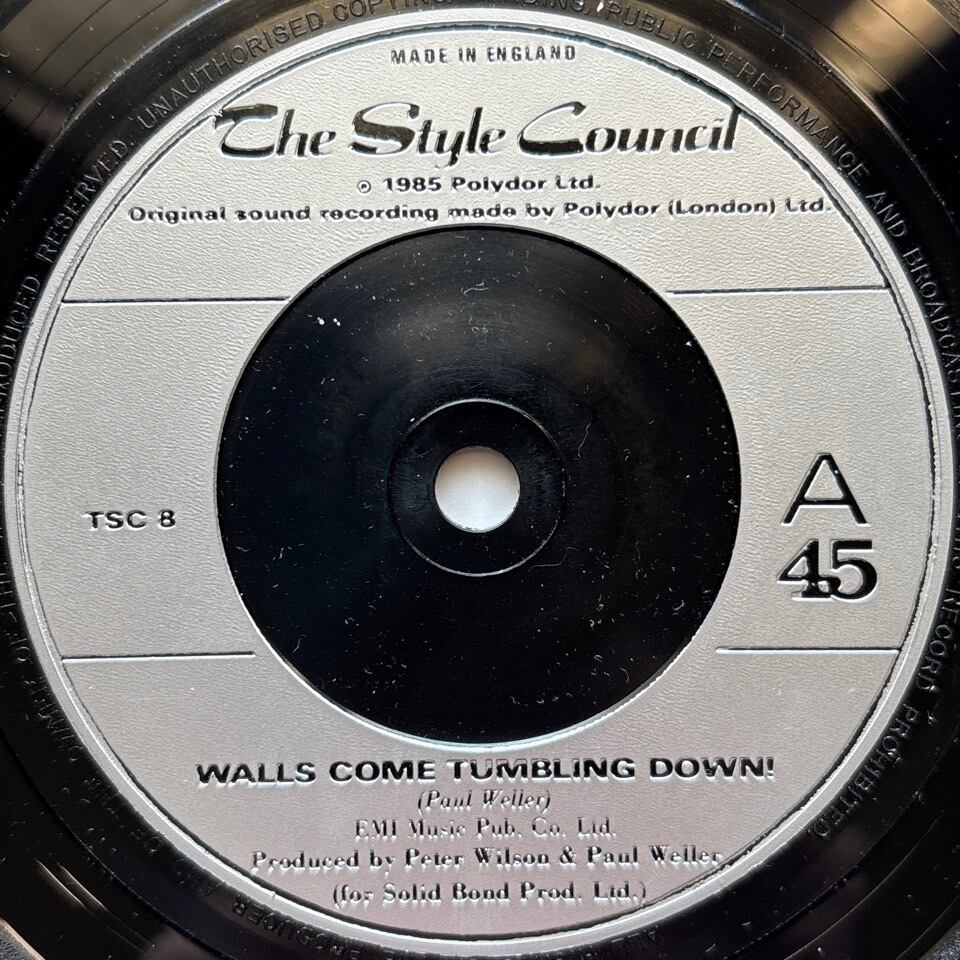 MADE IN ENGLAND
The Style Council
℗ 1985 Polydor Ltd.
Original sound recording made by Polydor (London) Ltd.
TSC 8
A
45
WALLS COME TUMBLING DOWN!
(Paul Weller)
EMI Music Pub. Co. Ltd.
Produced by Peter Wilson & Paul Weller
(for Solid Bond Prod. Ltd.)
RESERVED. UNAUTHORISED COPYING, PUBLIC PERFORMANCE AND BROADCASTING RECORD PROHIBITED.